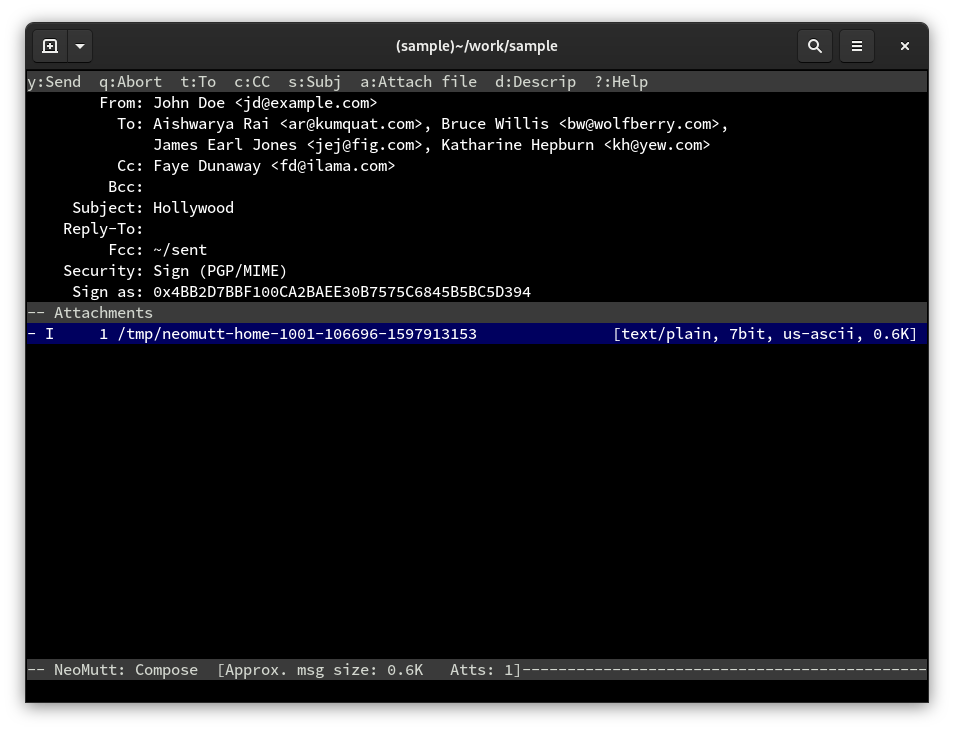 (sample)~/work/sample
y:Send  q:Abort  t:To  c:CC  s:Subj  a:Attach file  d:Descrip  ?:Help
From: John Doe <jd@example.com>
To: Aishwarya Rai <ar@kumquat.com>, Bruce Willis <bw@wolfberry.com>,
James Earl Jones <jej@fig.com>, Katharine Hepburn <kh@yew.com>
Cc: Faye Dunaway <fd@ilama.com>
Bcc:
Subject: Hollywood
Reply-To:
Fcc: ~/sent
Security: Sign (PGP/MIME)
Sign as: 0x4BB2D7BBF100CA2BAEE30B7575C6845B5BC5D394
-- Attachments
- I     1 /tmp/neomutt-home-1001-106696-1597913153               [text/plain, 7bit, us-ascii, 0.6K]
-- NeoMutt: Compose  [Approx. msg size: 0.6K   Atts: 1]---------------------------------------------